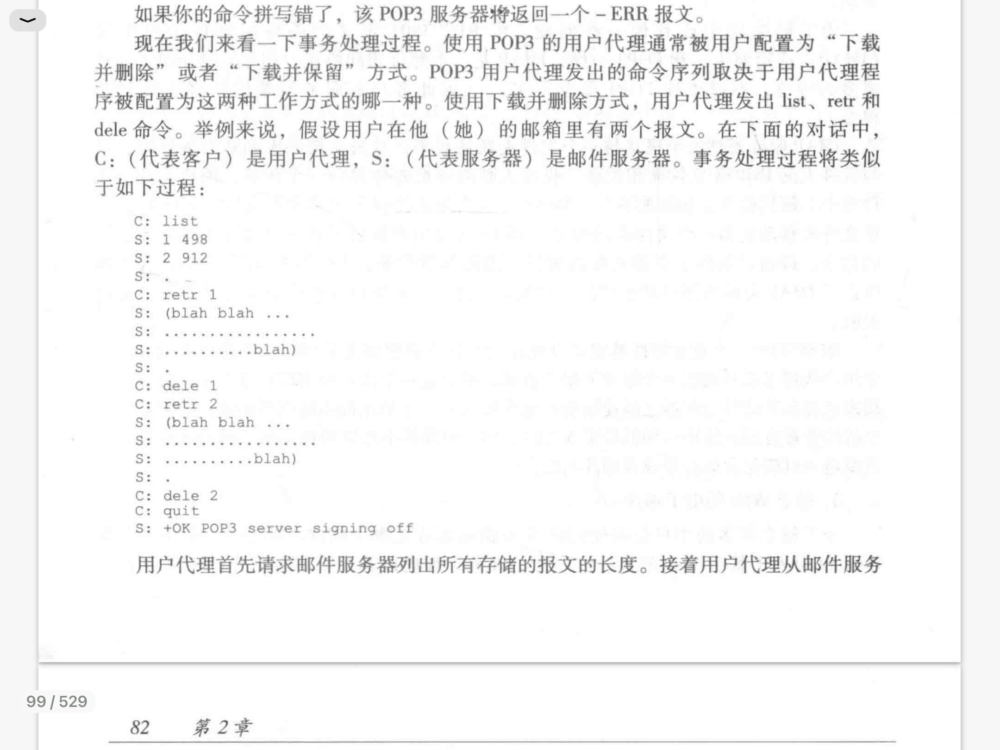 如果你的命令拼写错了，该 POP3 服务器将返回一个 – ERR 报文。
现在我们来看一下事务处理过程。使用 POP3 的用户代理通常被用户配置为“下载
并删除”或者“下载并保留”方式。POP3 用户代理发出的命令序列取决于用户代理程
序被配置为这两种工作方式的哪一种。使用下载并删除方式，用户代理发出 list、retr 和
dele 命令。举例来说，假设用户在他（她）的邮箱里有两个报文。在下面的对话中，
C:（代表客户）是用户代理，S:（代表服务器）是邮件服务器。事务处理过程将类似
于如下过程：
C: list
S: 1 498
S: 2 912
S: .
C: retr 1
S: (blah blah ...
S: .................
S: ..........blah)
S: .
C: dele 1
C: retr 2
S: (blah blah ...
S: .................
S: ..........blah)
S: .
C: dele 2
C: quit
S: +OK POP3 server signing off
用户代理首先请求邮件服务器列出所有存储的报文的长度。接着用户代理从邮件服务
99 / 529
82 第 2 章